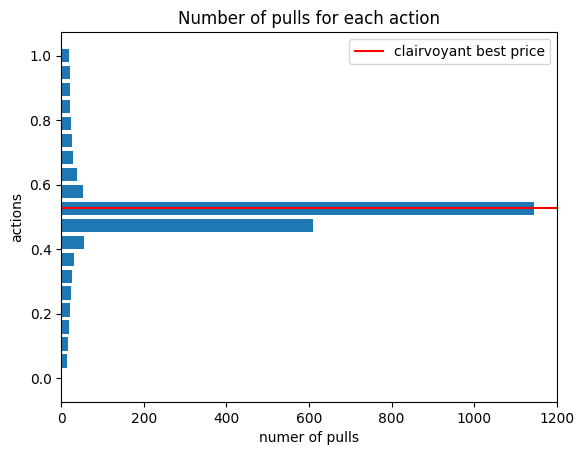 Number of pulls for each action
clairvoyant best price
1.0
0.8
0.6
0.4
0.2
0.0
actions
0 200 400 600 800 1000 1200
numer of pulls